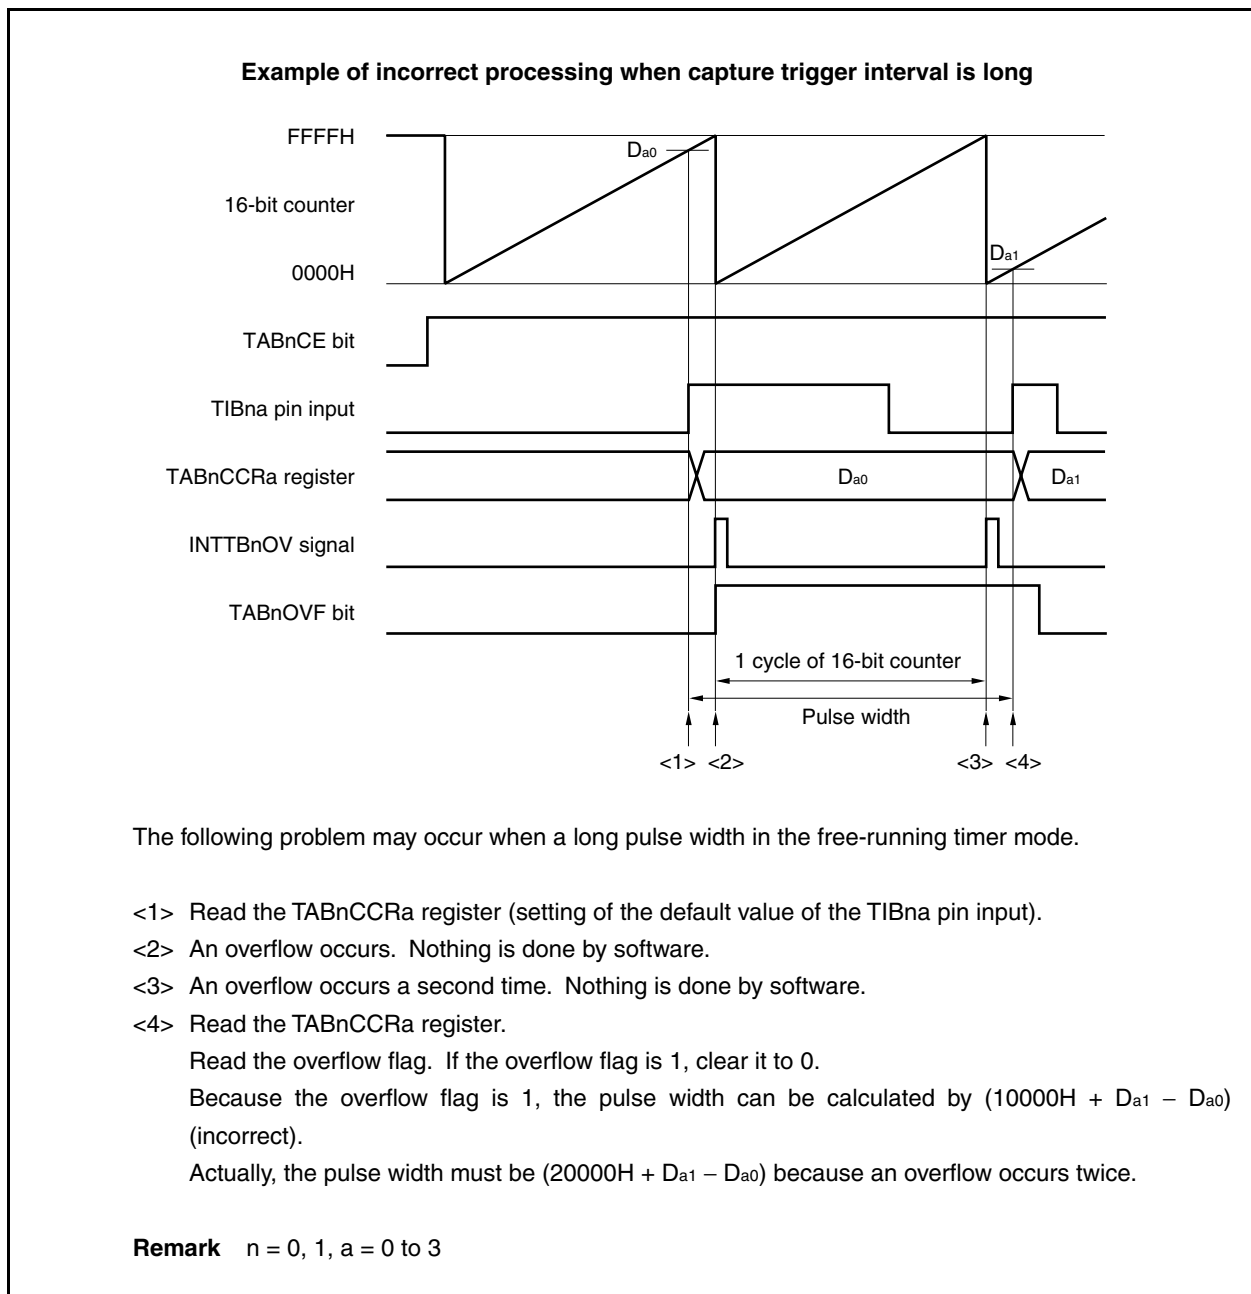 Example of incorrect processing when capture trigger interval is long
FFFFH
Da0
16-bit counter
Da1
0000H
TABnCE bit
TIBna pin input
TABnCCRa register
Da0
Da1
INTTBnOV signal
TABnOVF bit
1 cycle of 16-bit counter
Pulse width
<1> <2> <3> <4>
The following problem may occur when a long pulse width in the free-running timer mode.
<1> Read the TABnCCRa register (setting of the default value of the TIBna pin input).
<2> An overflow occurs. Nothing is done by software.
<3> An overflow occurs a second time. Nothing is done by software.
<4> Read the TABnCCRa register.
Read the overflow flag. If the overflow flag is 1, clear it to 0.
Because the overflow flag is 1, the pulse width can be calculated by (10000H + Da1 − Da0)
(incorrect).
Actually, the pulse width must be (20000H + Da1 − Da0) because an overflow occurs twice.
Remark n = 0, 1, a = 0 to 3